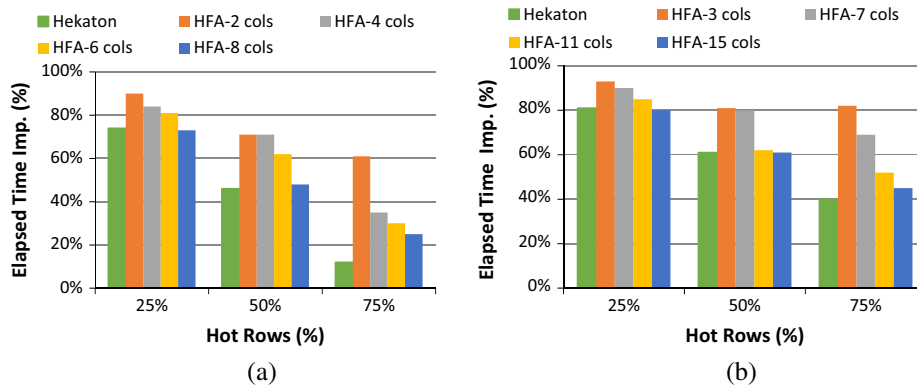 Hekaton HFA-2 cols HFA-4 cols
HFA-6 cols HFA-8 cols
Elapsed Time Imp. (%)
100%
80%
60%
40%
20%
0%
25% 50% 75%
Hot Rows (%)
(a)
Hekaton HFA-3 cols HFA-7 cols
HFA-11 cols HFA-15 cols
Elapsed Time Imp. (%)
100%
80%
60%
40%
20%
0%
25% 50% 75%
Hot Rows (%)
(b)